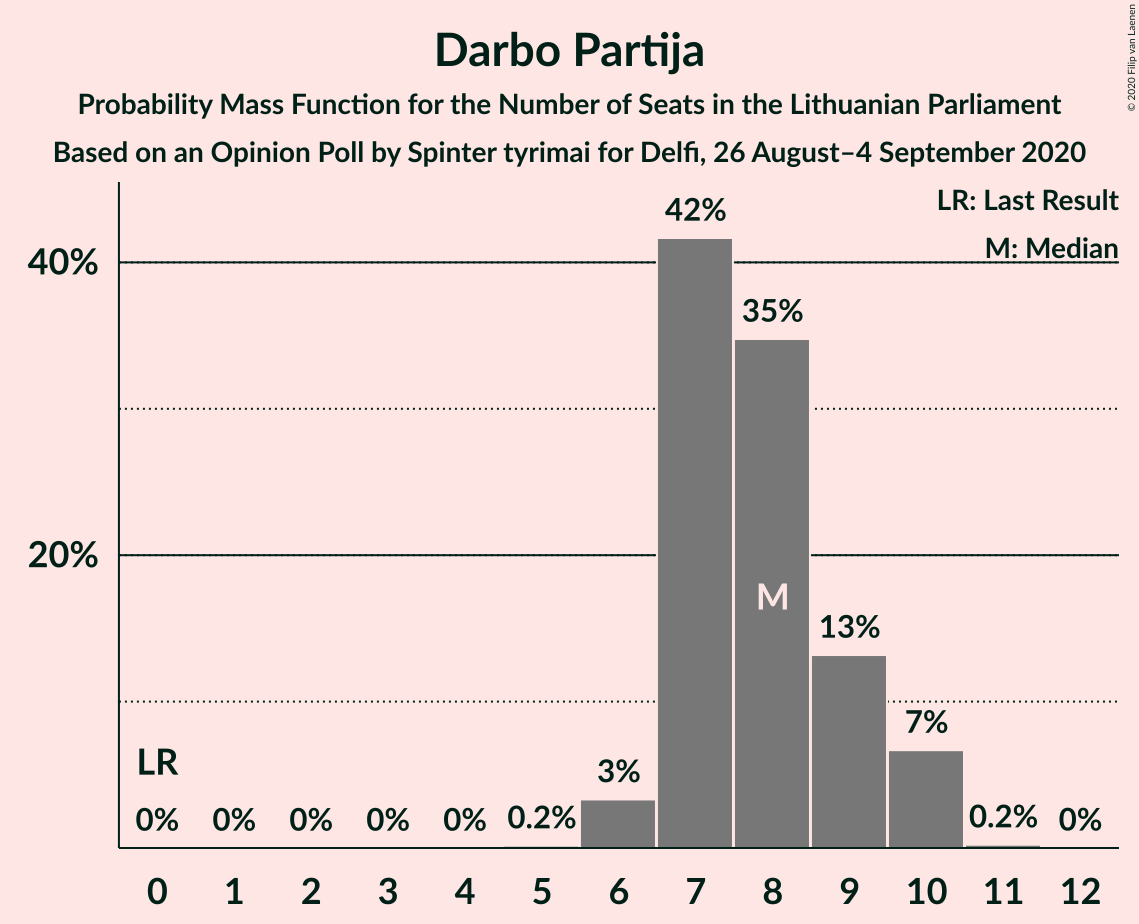 Darbo Partija
Probability Mass Function for the Number of Seats in the Lithuanian Parliament
Based on an Opinion Poll by Spinter tyrimai for Delfi, 26 August–4 September 2020
© 2020 Filip van Laenen
LR: Last Result
M: Median
40%
20%
42%
35%
M
13%
7%
LR
3%
0% 0% 0% 0% 0% 0.2% 0.2% 0%
0 1 2 3 4 5 6 7 8 9 10 11 12